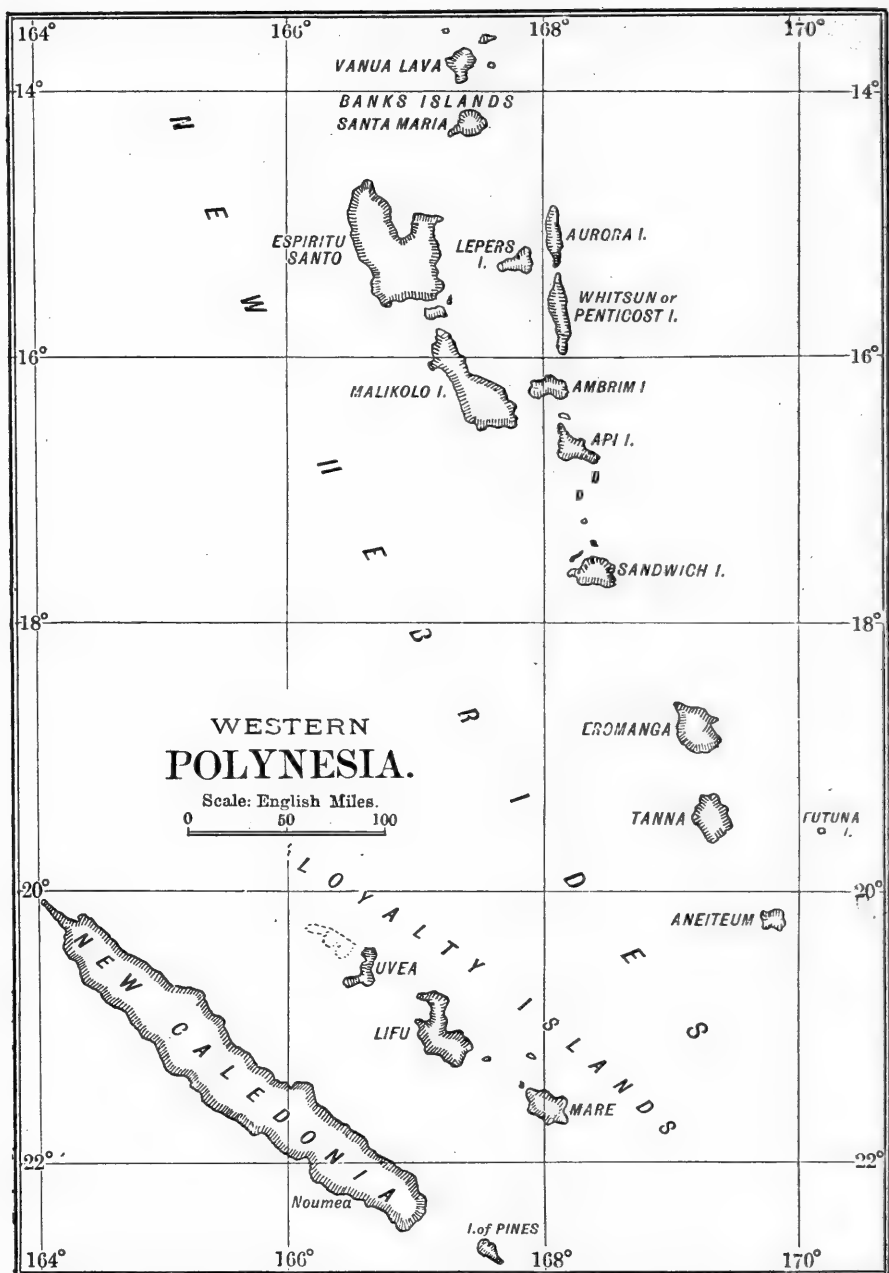 164° 166° 168° 170°
VANUA LAVA
14° 14°
BANKS ISLANDS
SANTA MARIA
NEW HEBRIDES
ESPIRITU
SANTO
LEPERS
I.
AURORA I.
WHITSUN or
PENTICOST I.
16° 16°
MALIKOLO I.
AMBRIM I
API I.
SANDWICH I.
18° 18°
WESTERN
POLYNESIA.
Scale: English Miles.
0 50 100
EROMANGA
TANNA
FUTUNA
I.
20° 20°
LOYALTY ISLANDS
ANEITEUM
NEW CALEDONIA
UVEA
LIFU
MARE
22° 22°
Noumea
I. of PINES
164° 166° 168° 170°